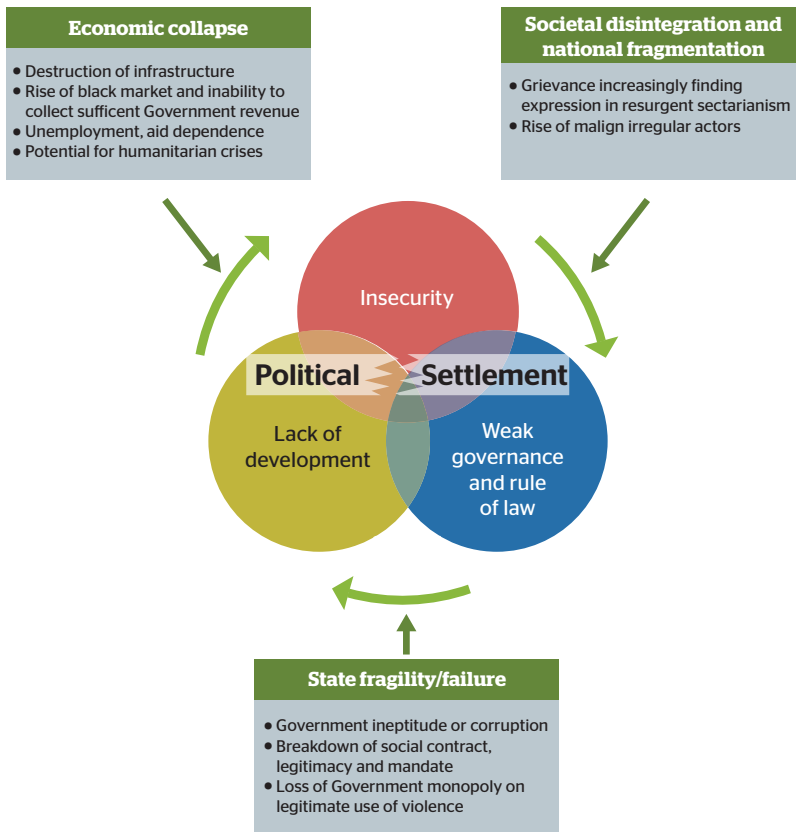 Economic collapse
• Destruction of infrastructure
• Rise of black market and inability to
collect sufficent Government revenue
• Unemployment, aid dependence
• Potential for humanitarian crises
Societal disintegration and
national fragmentation
• Grievance increasingly finding
expression in resurgent sectarianism
• Rise of malign irregular actors
Insecurity
Political Settlement
Lack of
development
Weak
governance
and rule
of law
State fragility/failure
• Government ineptitude or corruption
• Breakdown of social contract,
legitimacy and mandate
• Loss of Government monopoly on
legitimate use of violence